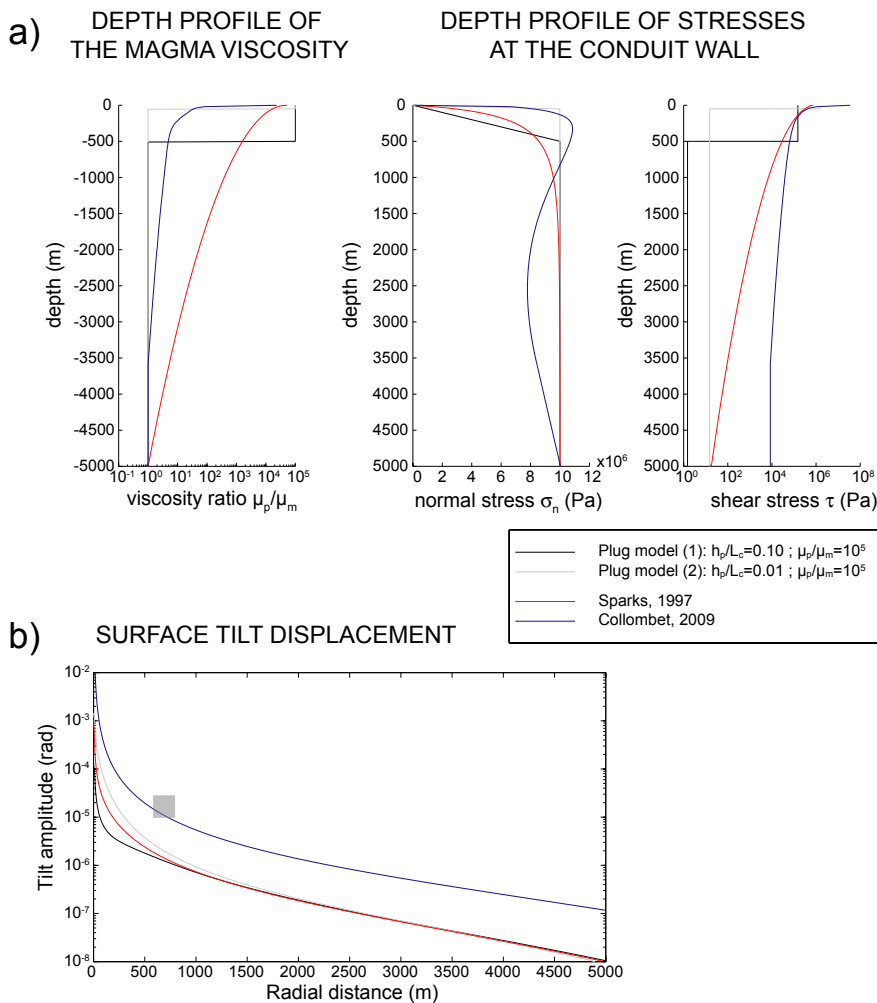 a)
DEPTH PROFILE OF
THE MAGMA VISCOSITY
DEPTH PROFILE OF STRESSES
AT THE CONDUIT WALL
0
-500
-1000
-1500
-2000
-2500
-3000
-3500
-4000
-4500
-5000
depth (m)
10⁻¹ 10⁰ 10¹ 10² 10³ 10⁴ 10⁵
viscosity ratio μₚ/μₘ
0
500
1000
1500
2000
2500
3000
3500
4000
4500
5000
depth (m)
0 2 4 6 8 10 12
x10⁶
normal stress σₙ (Pa)
0
500
1000
1500
2000
2500
3000
3500
4000
4500
5000
depth (m)
10⁰ 10² 10⁴ 10⁶ 10⁸
shear stress τ (Pa)
Plug model (1): hₚ/L_c=0.10 ; μₚ/μₘ=10⁵
Plug model (2): hₚ/L_c=0.01 ; μₚ/μₘ=10⁵
Sparks, 1997
Collombet, 2009
b)
SURFACE TILT DISPLACEMENT
10⁻²
10⁻³
10⁻⁴
10⁻⁵
10⁻⁶
10⁻⁷
10⁻⁸
Tilt amplitude (rad)
0 500 1000 1500 2000 2500 3000 3500 4000 4500 5000
Radial distance (m)